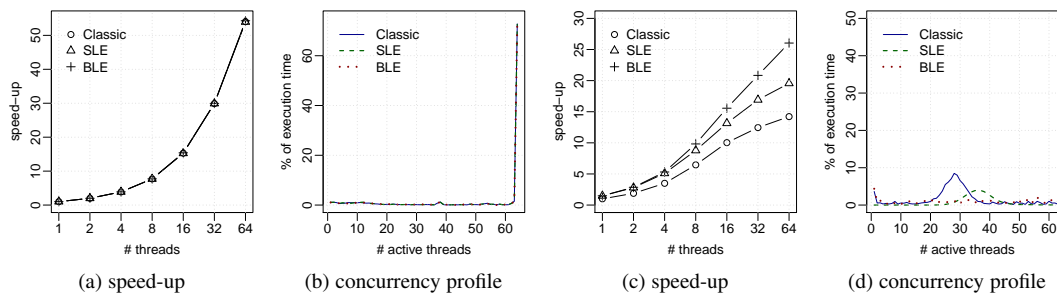 speed-up
0 10 20 30 40 50
Classic
SLE
BLE
1 2 4 8 16 32 64
# threads
(a) speed-up
% of execution time
0 20 40 60
Classic
SLE
BLE
0 10 20 30 40 50 60
# active threads
(b) concurrency profile
speed-up
0 5 10 15 20 25 30
Classic
SLE
BLE
1 2 4 8 16 32 64
# threads
(c) speed-up
% of execution time
0 10 20 30 40 50
Classic
SLE
BLE
0 10 20 30 40 50 60
# active threads
(d) concurrency profile